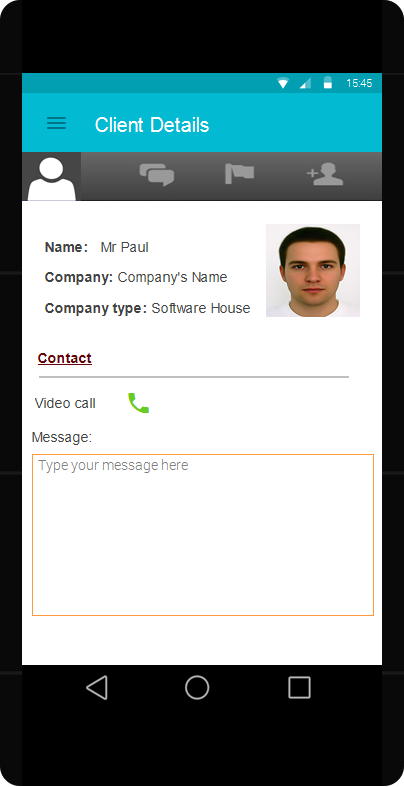 15:45
Client Details
Name: Mr Paul
Company: Company's Name
Company type: Software House
Contact
Video call
Message:
Type your message here